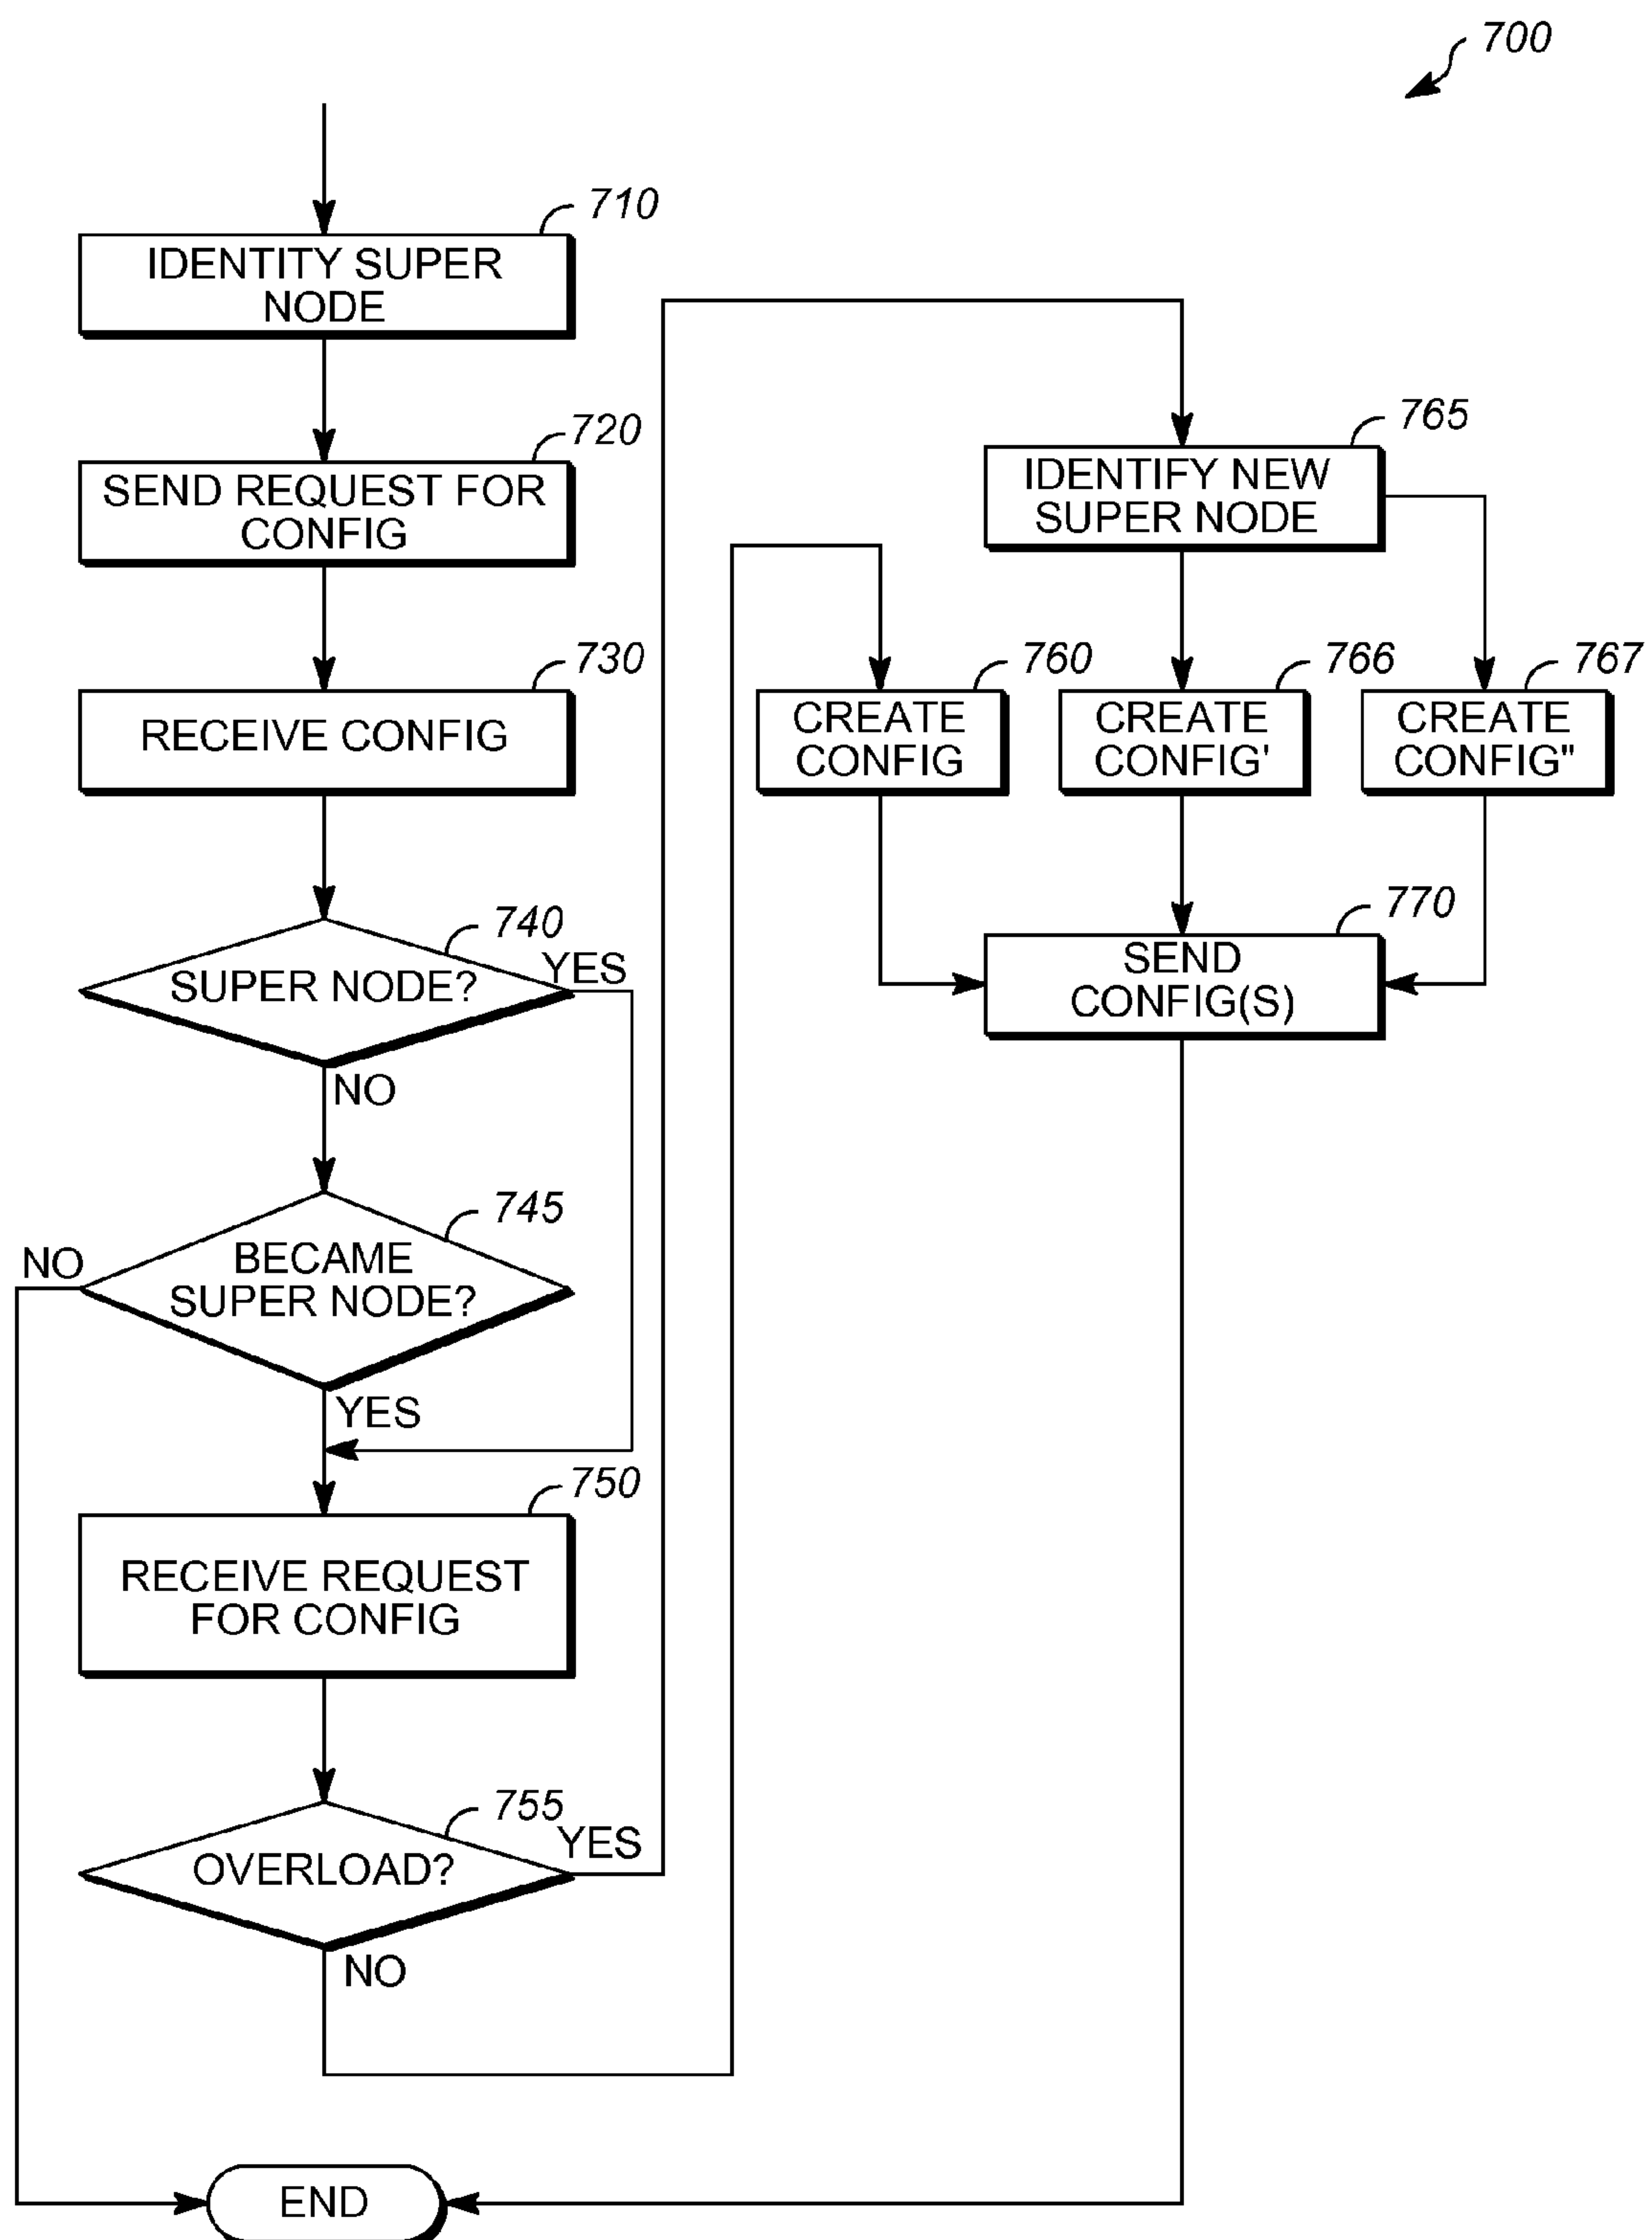 700
710
IDENTITY SUPER
NODE
720
SEND REQUEST FOR
CONFIG
730
RECEIVE CONFIG
740
SUPER NODE?
YES
NO
745
BECAME
SUPER NODE?
NO
YES
750
RECEIVE REQUEST
FOR CONFIG
755
OVERLOAD?
YES
NO
765
IDENTIFY NEW
SUPER NODE
760
CREATE
CONFIG
766
CREATE
CONFIG'
767
CREATE
CONFIG"
770
SEND
CONFIG(S)
END